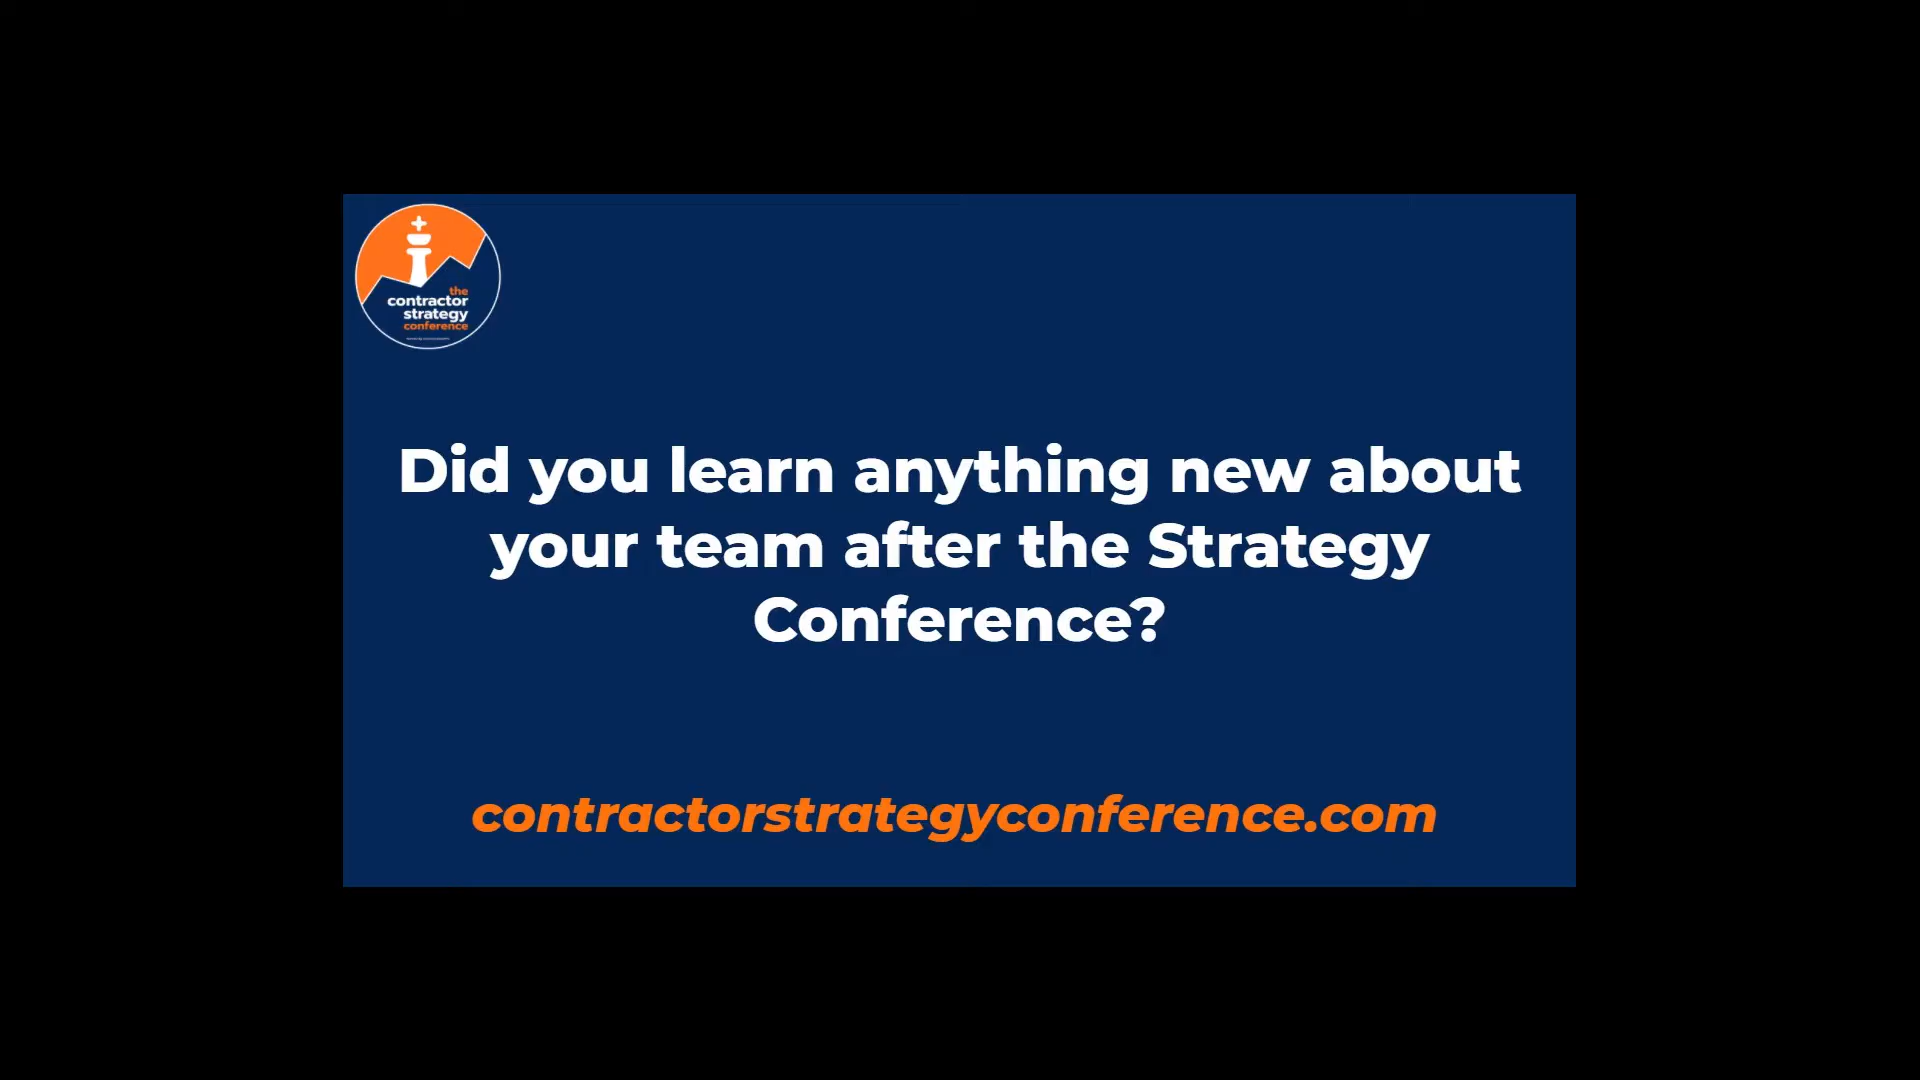 the
contractor
strategy
conference
Did you learn anything new about
your team after the Strategy
Conference?
contractorstrategyconference.com